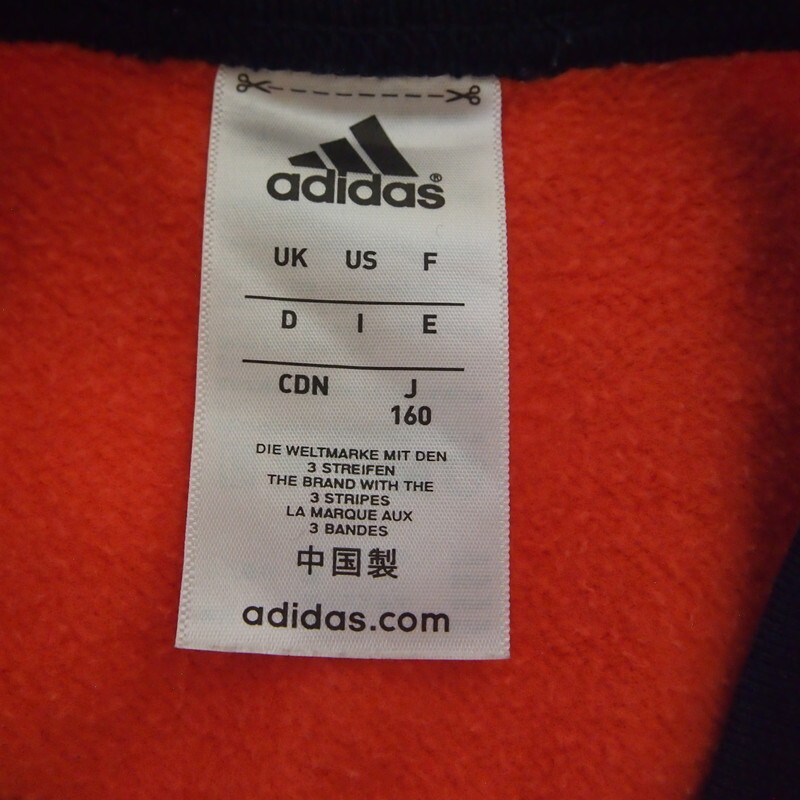 adidas®
UK US F
D I E
CDN J
160
DIE WELTMARKE MIT DEN
3 STREIFEN
THE BRAND WITH THE
3 STRIPES
LA MARQUE AUX
3 BANDES
中国製
adidas.com